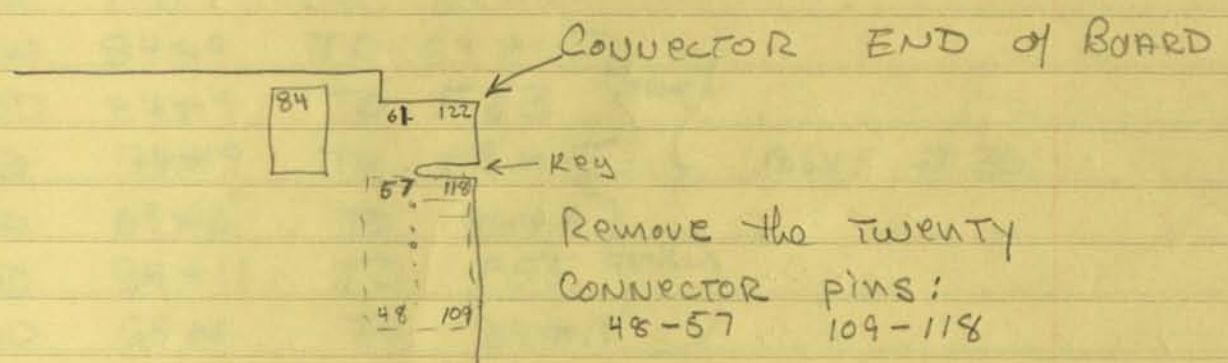 CONNECTOR END of BOARD
84
61 122
← Key
57 118
Remove the TWENTY
CONNECTOR pins:
48 109
48-57 109-118